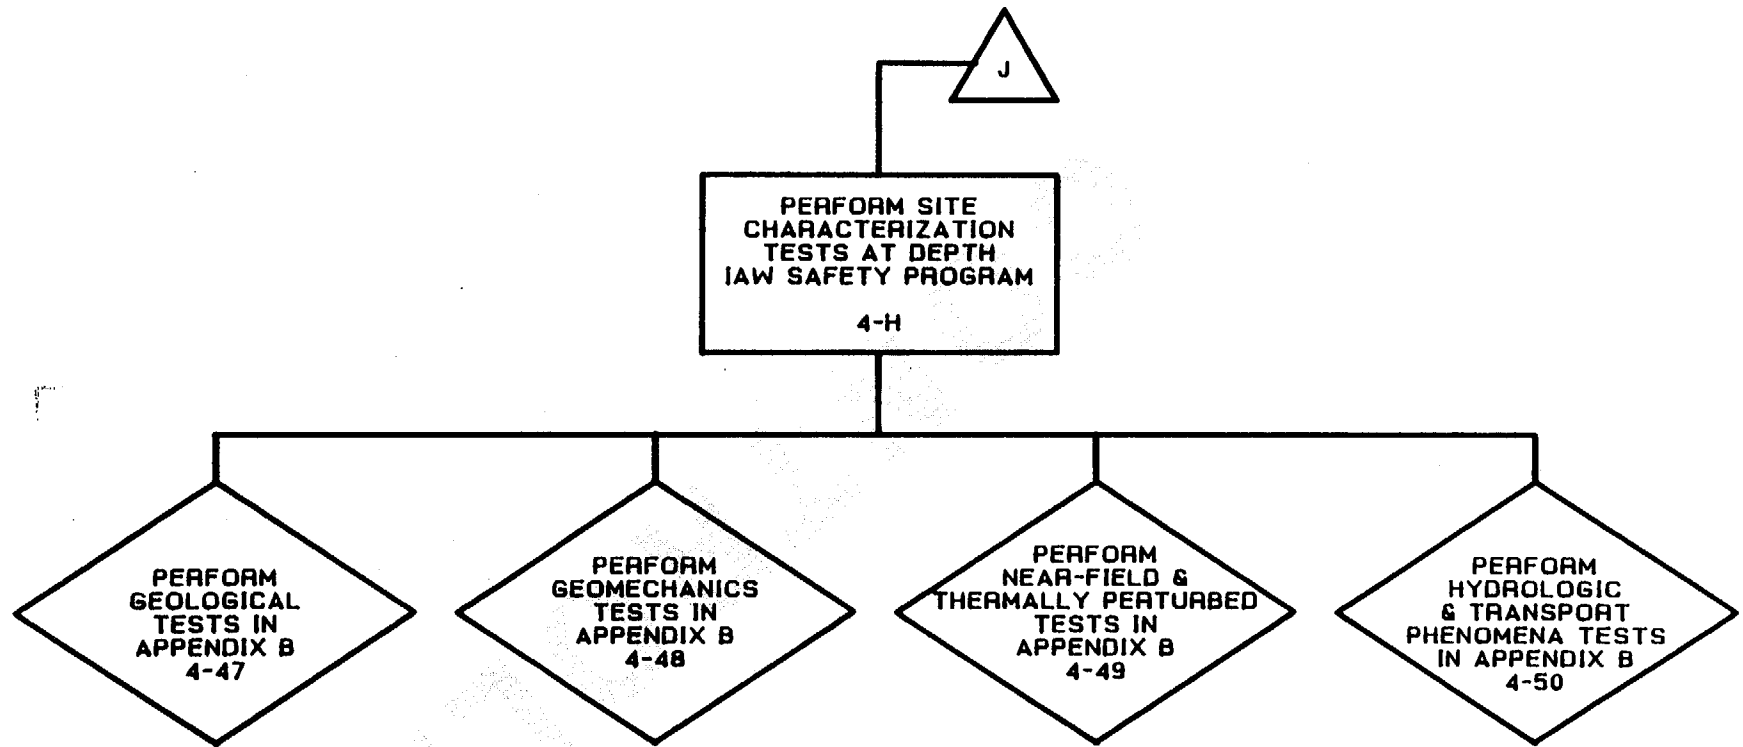 J
PERFORM SITE
CHARACTERIZATION
TESTS AT DEPTH
IAW SAFETY PROGRAM
4-H
PERFORM
GEOLOGICAL
TESTS IN
APPENDIX B
4-47
PERFORM
GEOMECHANICS
TESTS IN
APPENDIX B
4-48
PERFORM
NEAR-FIELD &
THERMALLY PERTURBED
TESTS IN
APPENDIX B
4-49
PERFORM
HYDROLOGIC
& TRANSPORT
PHENOMENA TESTS
IN APPENDIX B
4-50